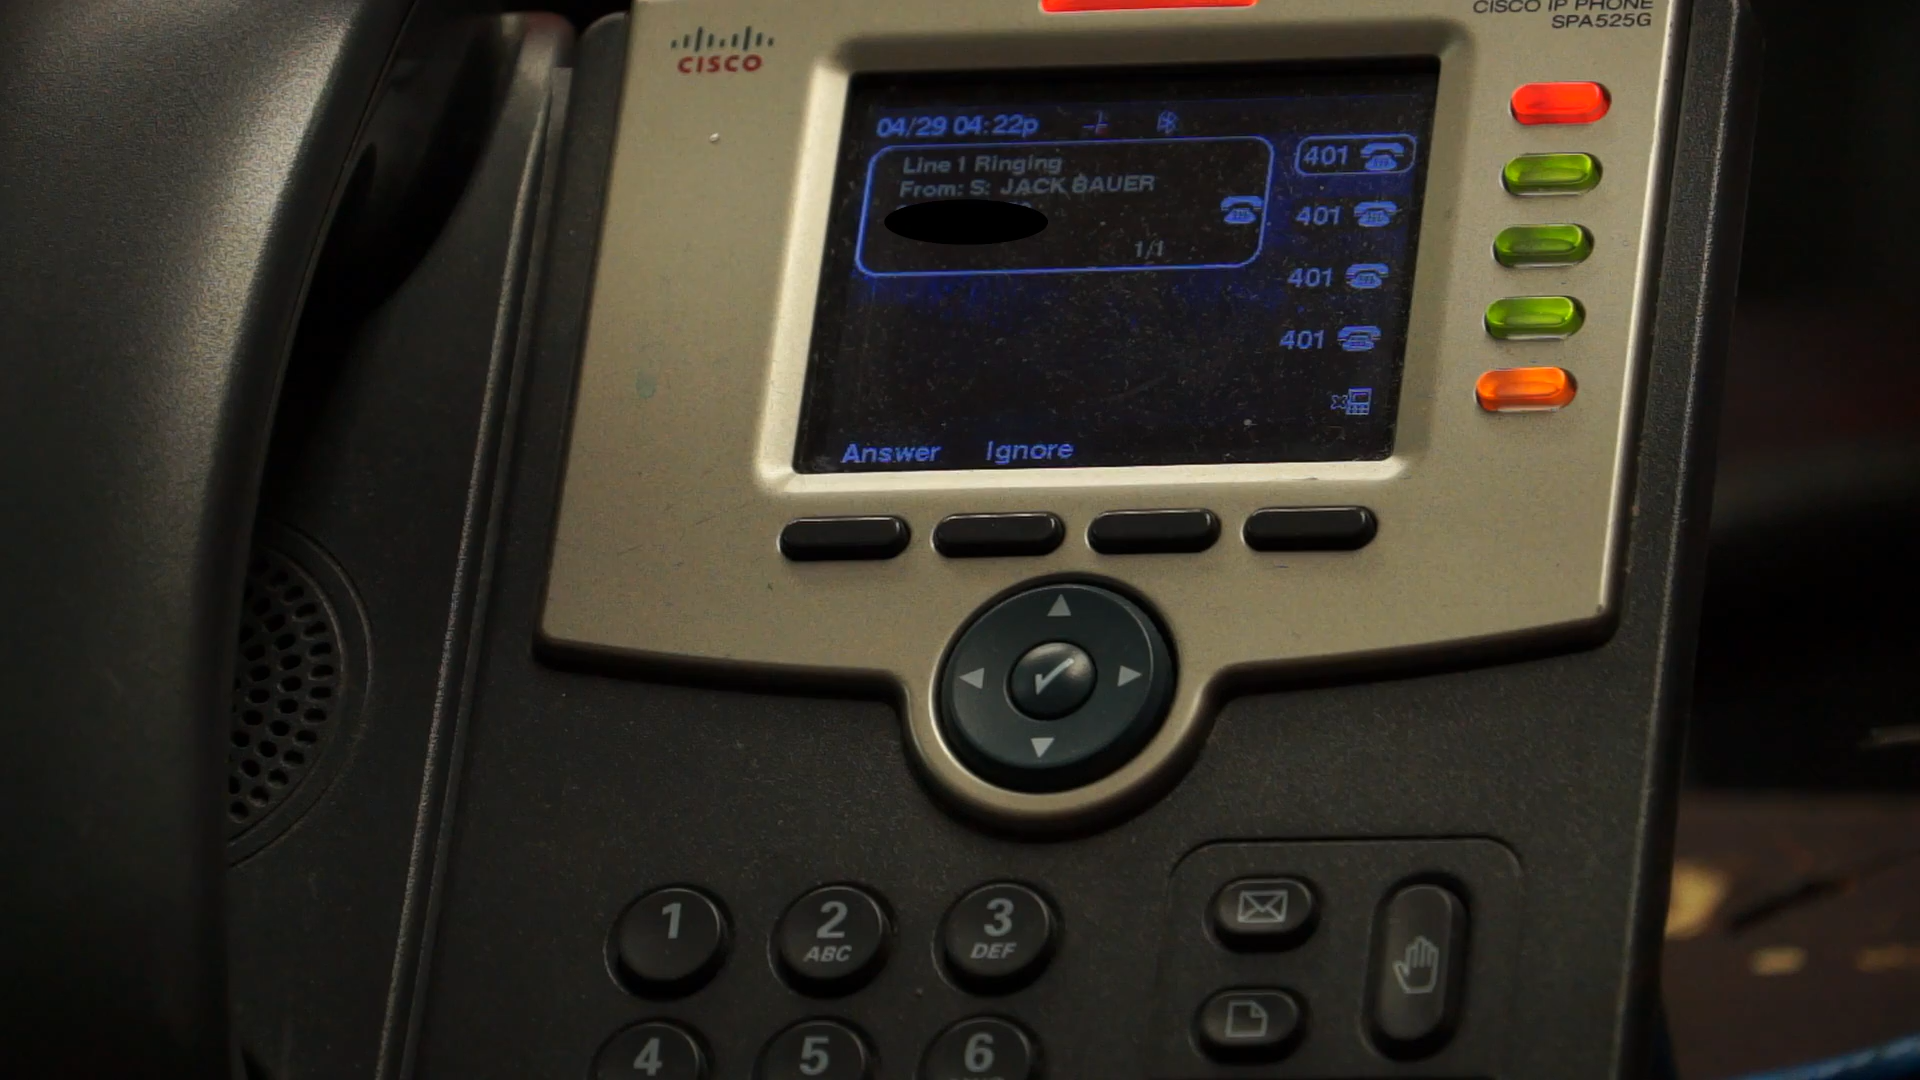 CISCO IP PHONE
SPA525G
CISCO
04/29 04:22p
Line 1 Ringing
From: S: JACK BAUER
1/1
401
401
401
401
Answer Ignore
1
2
ABC
3
DEF
4
5
6